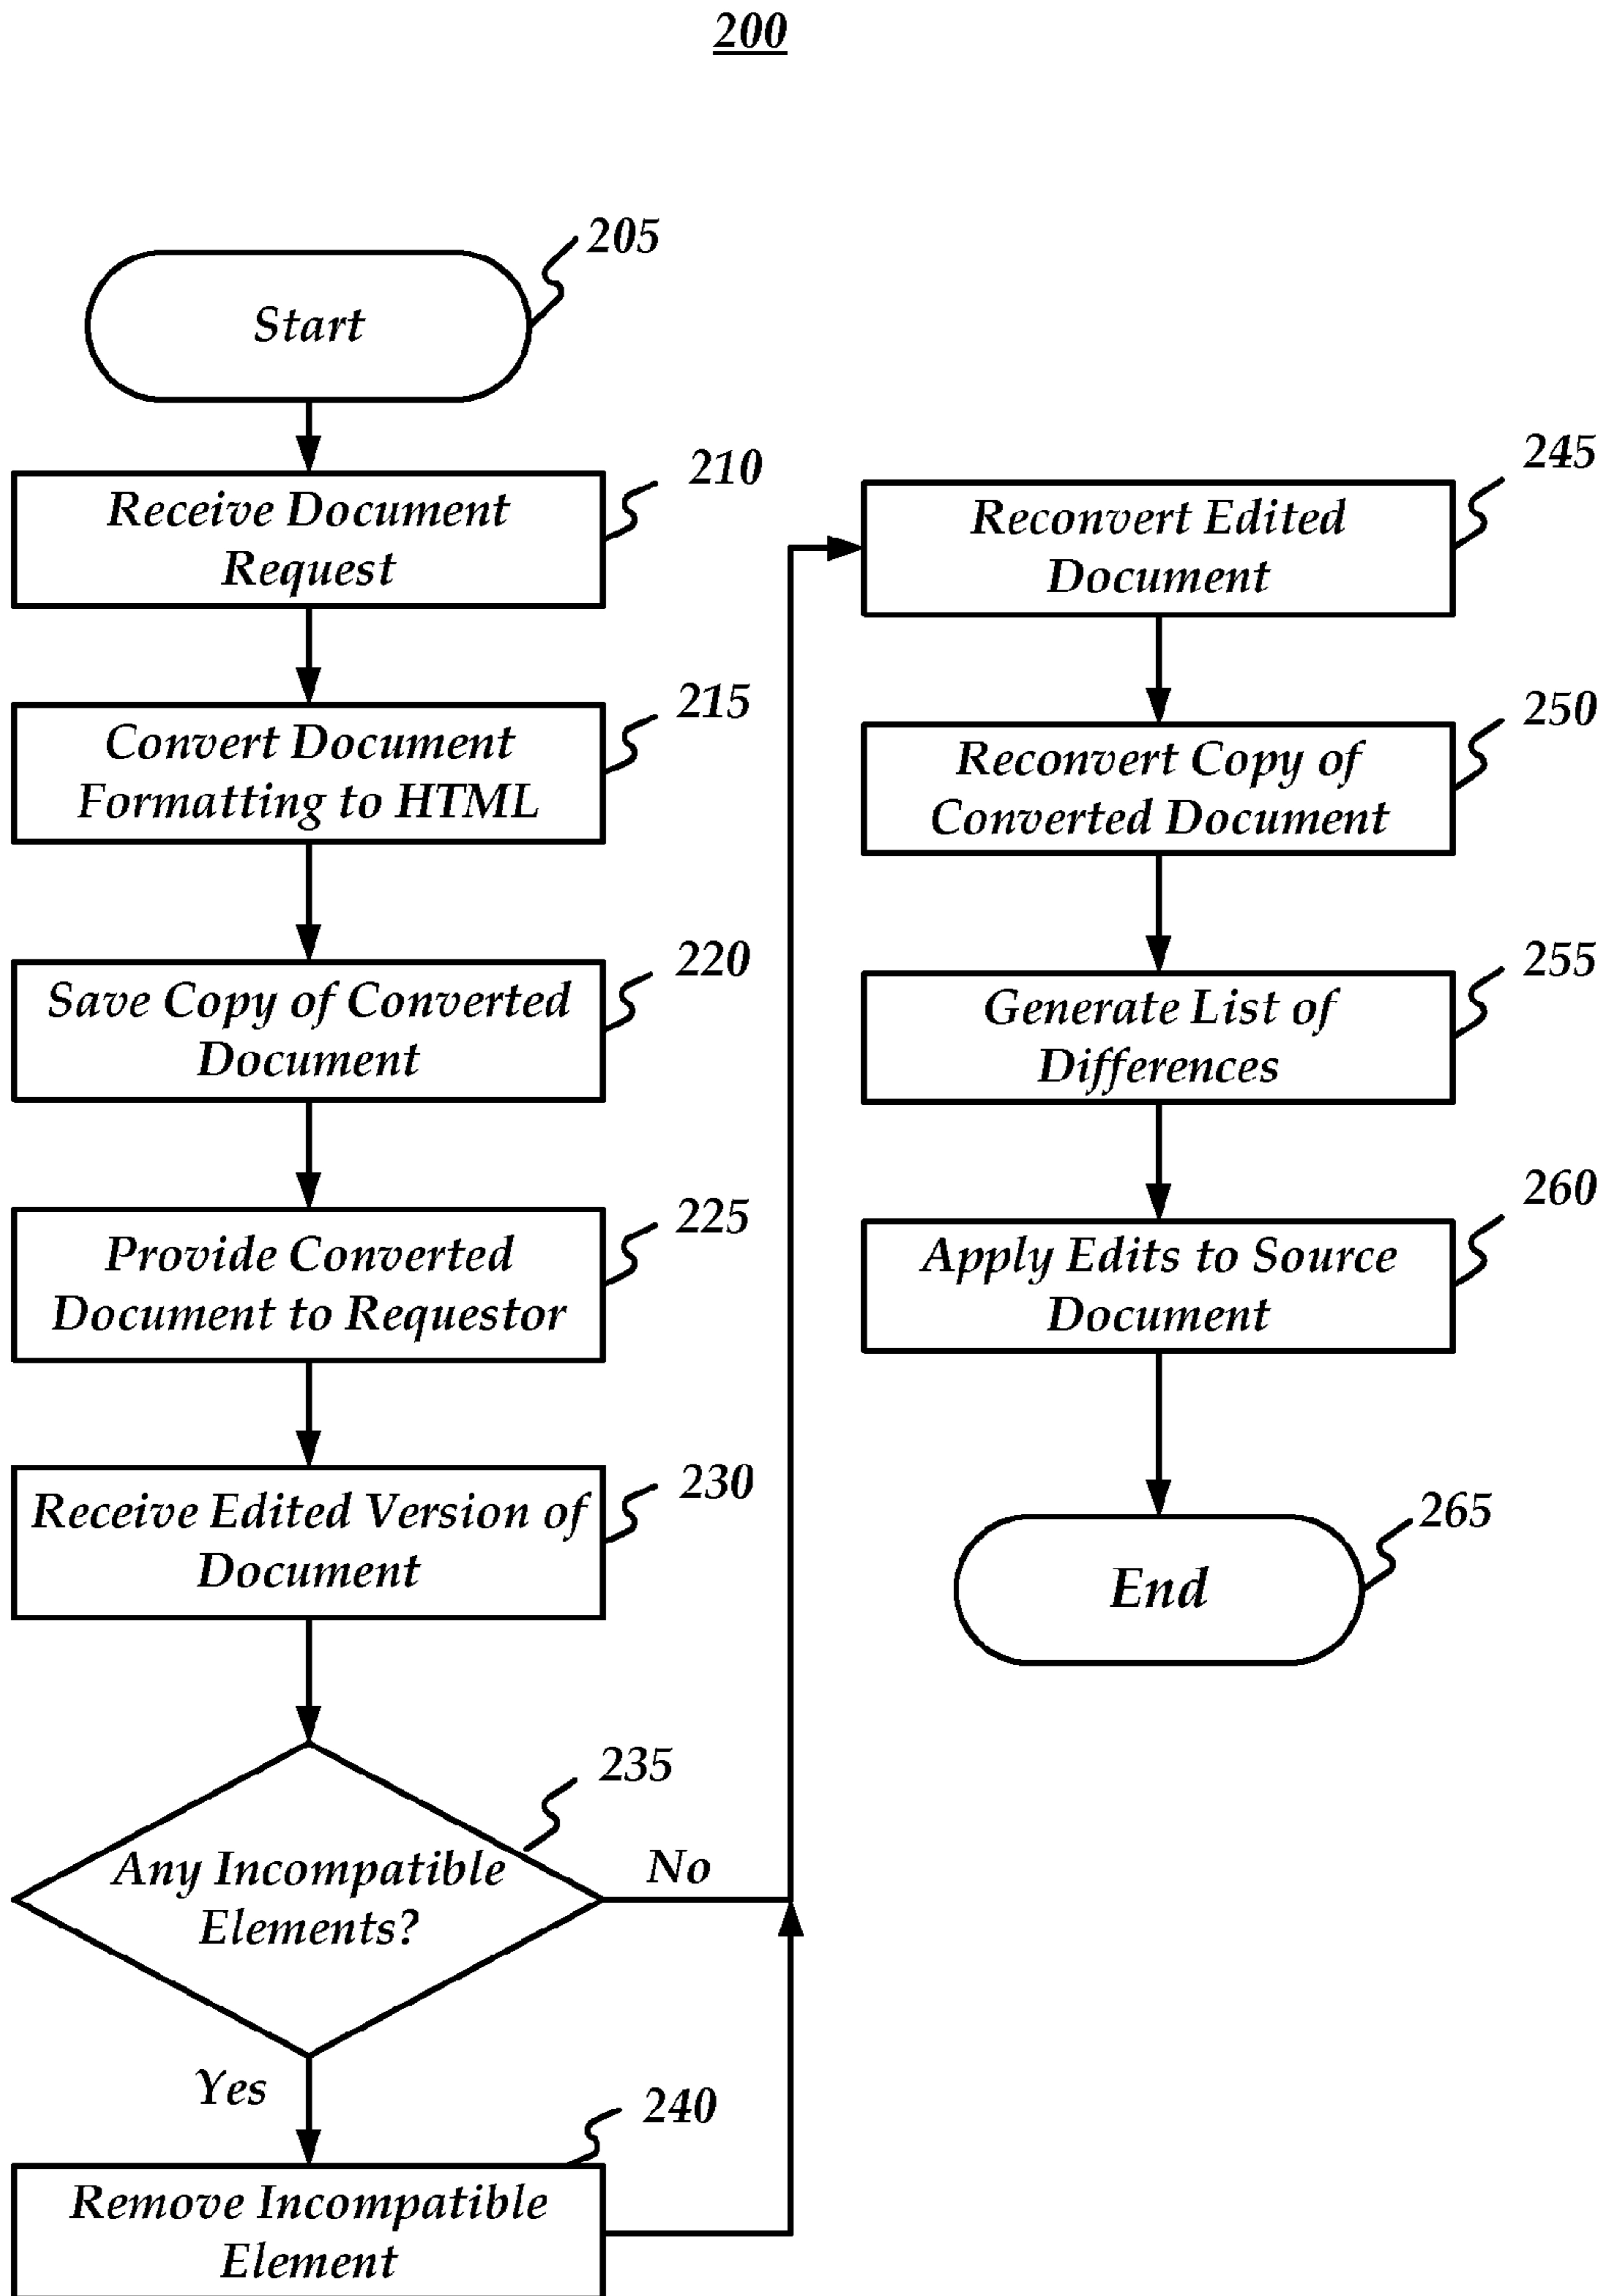 200
205
Start
210
Receive Document
Request
215
Convert Document
Formatting to HTML
220
Save Copy of Converted
Document
225
Provide Converted
Document to Requestor
230
Receive Edited Version of
Document
235
Any Incompatible
Elements?
No
Yes
240
Remove Incompatible
Element
245
Reconvert Edited
Document
250
Reconvert Copy of
Converted Document
255
Generate List of
Differences
260
Apply Edits to Source
Document
265
End